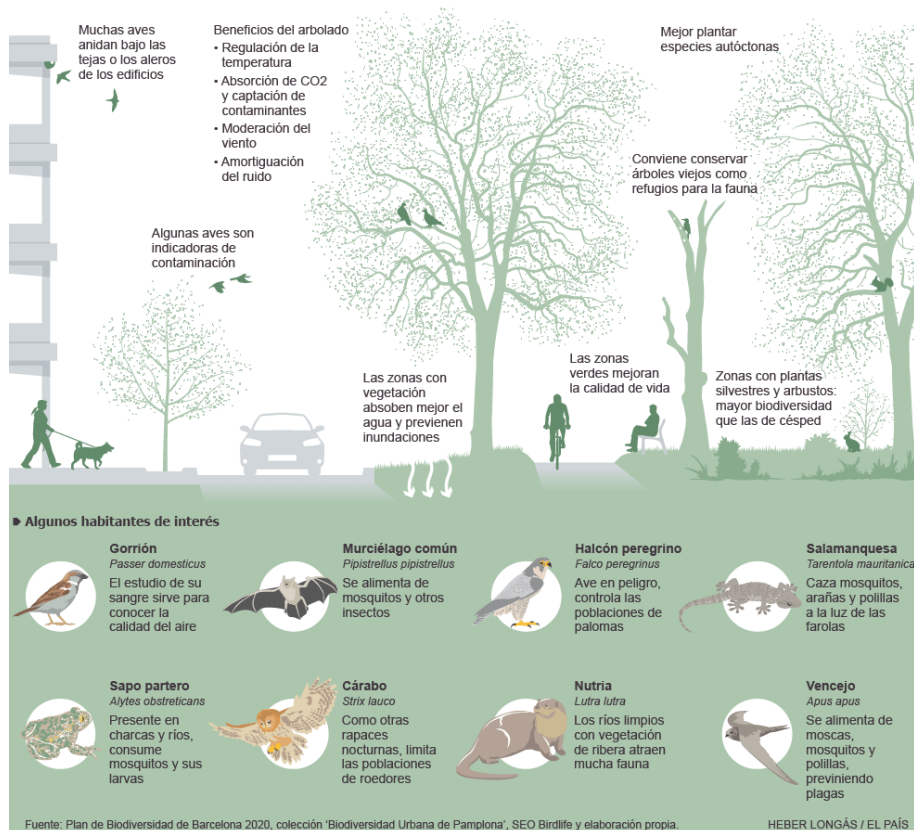 Muchas aves
anidan bajo las
tejas o los aleros
de los edificios
Beneficios del arbolado
• Regulación de la
temperatura
• Absorción de CO2
y captación de
contaminantes
• Moderación del
viento
• Amortiguación
del ruido
Mejor plantar
especies autóctonas
Conviene conservar
árboles viejos como
refugios para la fauna
Algunas aves son
indicadoras de
contaminación
Las zonas con
vegetación
absoben mejor el
agua y previenen
inundaciones
Las zonas
verdes mejoran
la calidad de vida
Zonas con plantas
silvestres y arbustos:
mayor biodiversidad
que las de césped
Algunos habitantes de interés
Gorrión
Passer domesticus
El estudio de su
sangre sirve para
conocer la
calidad del aire
Murciélago común
Pipistrellus pipistrellus
Se alimenta de
mosquitos y otros
insectos
Halcón peregrino
Falco peregrinus
Ave en peligro,
controla las
poblaciones de
palomas
Salamanquesa
Tarentola mauritanica
Caza mosquitos,
arañas y polillas
a la luz de las
farolas
Sapo partero
Alytes obstreticans
Presente en
charcas y ríos,
consume
mosquitos y sus
larvas
Cárabo
Strix lauco
Como otras
rapaces
nocturnas, limita
las poblaciones
de roedores
Nutria
Lutra lutra
Los ríos limpios
con vegetación
de ribera atraen
mucha fauna
Vencejo
Apus apus
Se alimenta de
moscas,
mosquitos y
polillas,
previniendo
plagas
Fuente: Plan de Biodiversidad de Barcelona 2020, colección 'Biodiversidad Urbana de Pamplona', SEO Birdlife y elaboración propia.
HEBER LONGÁS / EL PAÍS